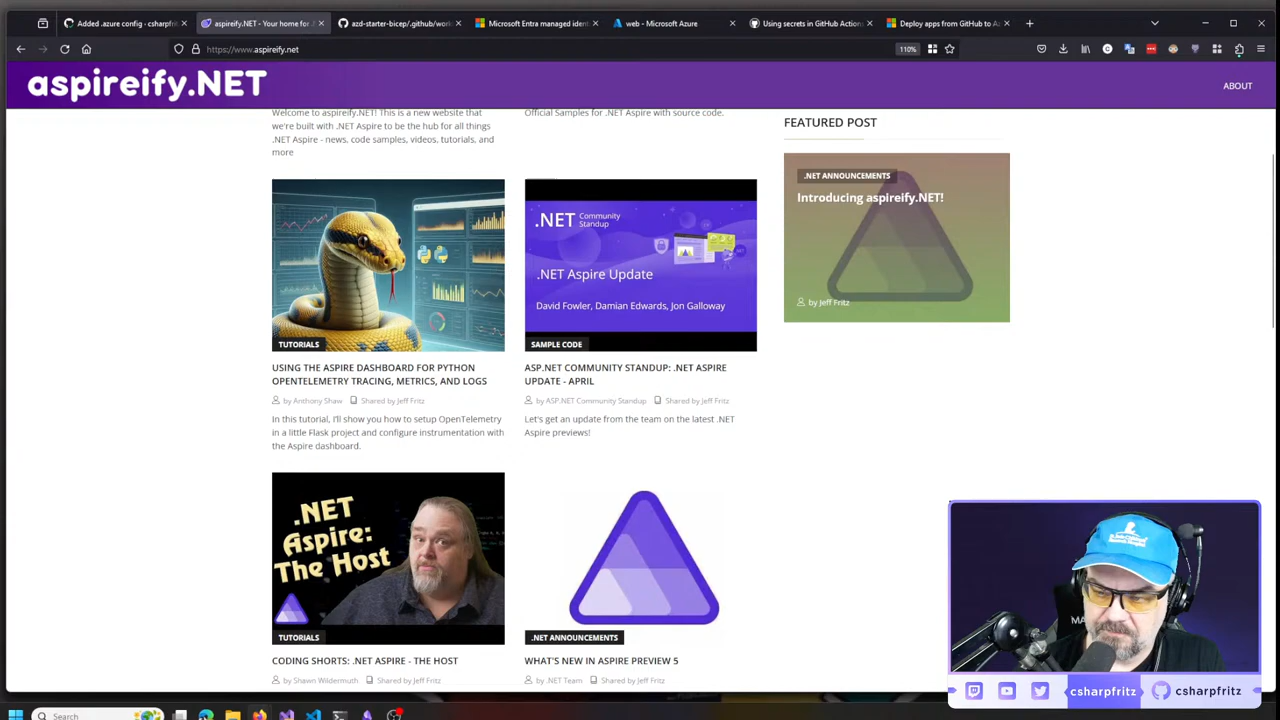 Added .azure config - csharpfrit
aspireify.NET - Your home for
azd-starter-bicep/.github/work
Microsoft Entra managed ident
web - Microsoft Azure
Using secrets in GitHub Action
Deploy apps from GitHub to A
https://www.aspireify.net
110%
aspireify.NET
ABOUT
Welcome to aspireify.NET! This is a new website that
we're built with .NET Aspire to be the hub for all things
.NET Aspire - news, code samples, videos, tutorials, and
more
Official Samples for .NET Aspire with source code.
FEATURED POST
.NET ANNOUNCEMENTS
Introducing aspireify.NET!
by Jeff Fritz
TUTORIALS
USING THE ASPIRE DASHBOARD FOR PYTHON
OPENTELEMETRY TRACING, METRICS, AND LOGS
by Anthony Shaw Shared by Jeff Fritz
In this tutorial, I'll show you how to setup OpenTelemetry
in a little Flask project and configure instrumentation with
the Aspire dashboard.
.NET Community
Standup
.NET Aspire Update
David Fowler, Damian Edwards, Jon Galloway
SAMPLE CODE
ASP.NET COMMUNITY STANDUP: .NET ASPIRE
UPDATE - APRIL
by ASP.NET Community Standup Shared by Jeff Fritz
Let's get an update from the team on the latest .NET
Aspire previews!
.NET
Aspire:
The Host
TUTORIALS
CODING SHORTS: .NET ASPIRE - THE HOST
by Shawn Wildermuth Shared by Jeff Fritz
.NET ANNOUNCEMENTS
WHAT'S NEW IN ASPIRE PREVIEW 5
by .NET Team Shared by Jeff Fritz
csharpfritz
csharpfritz
Search